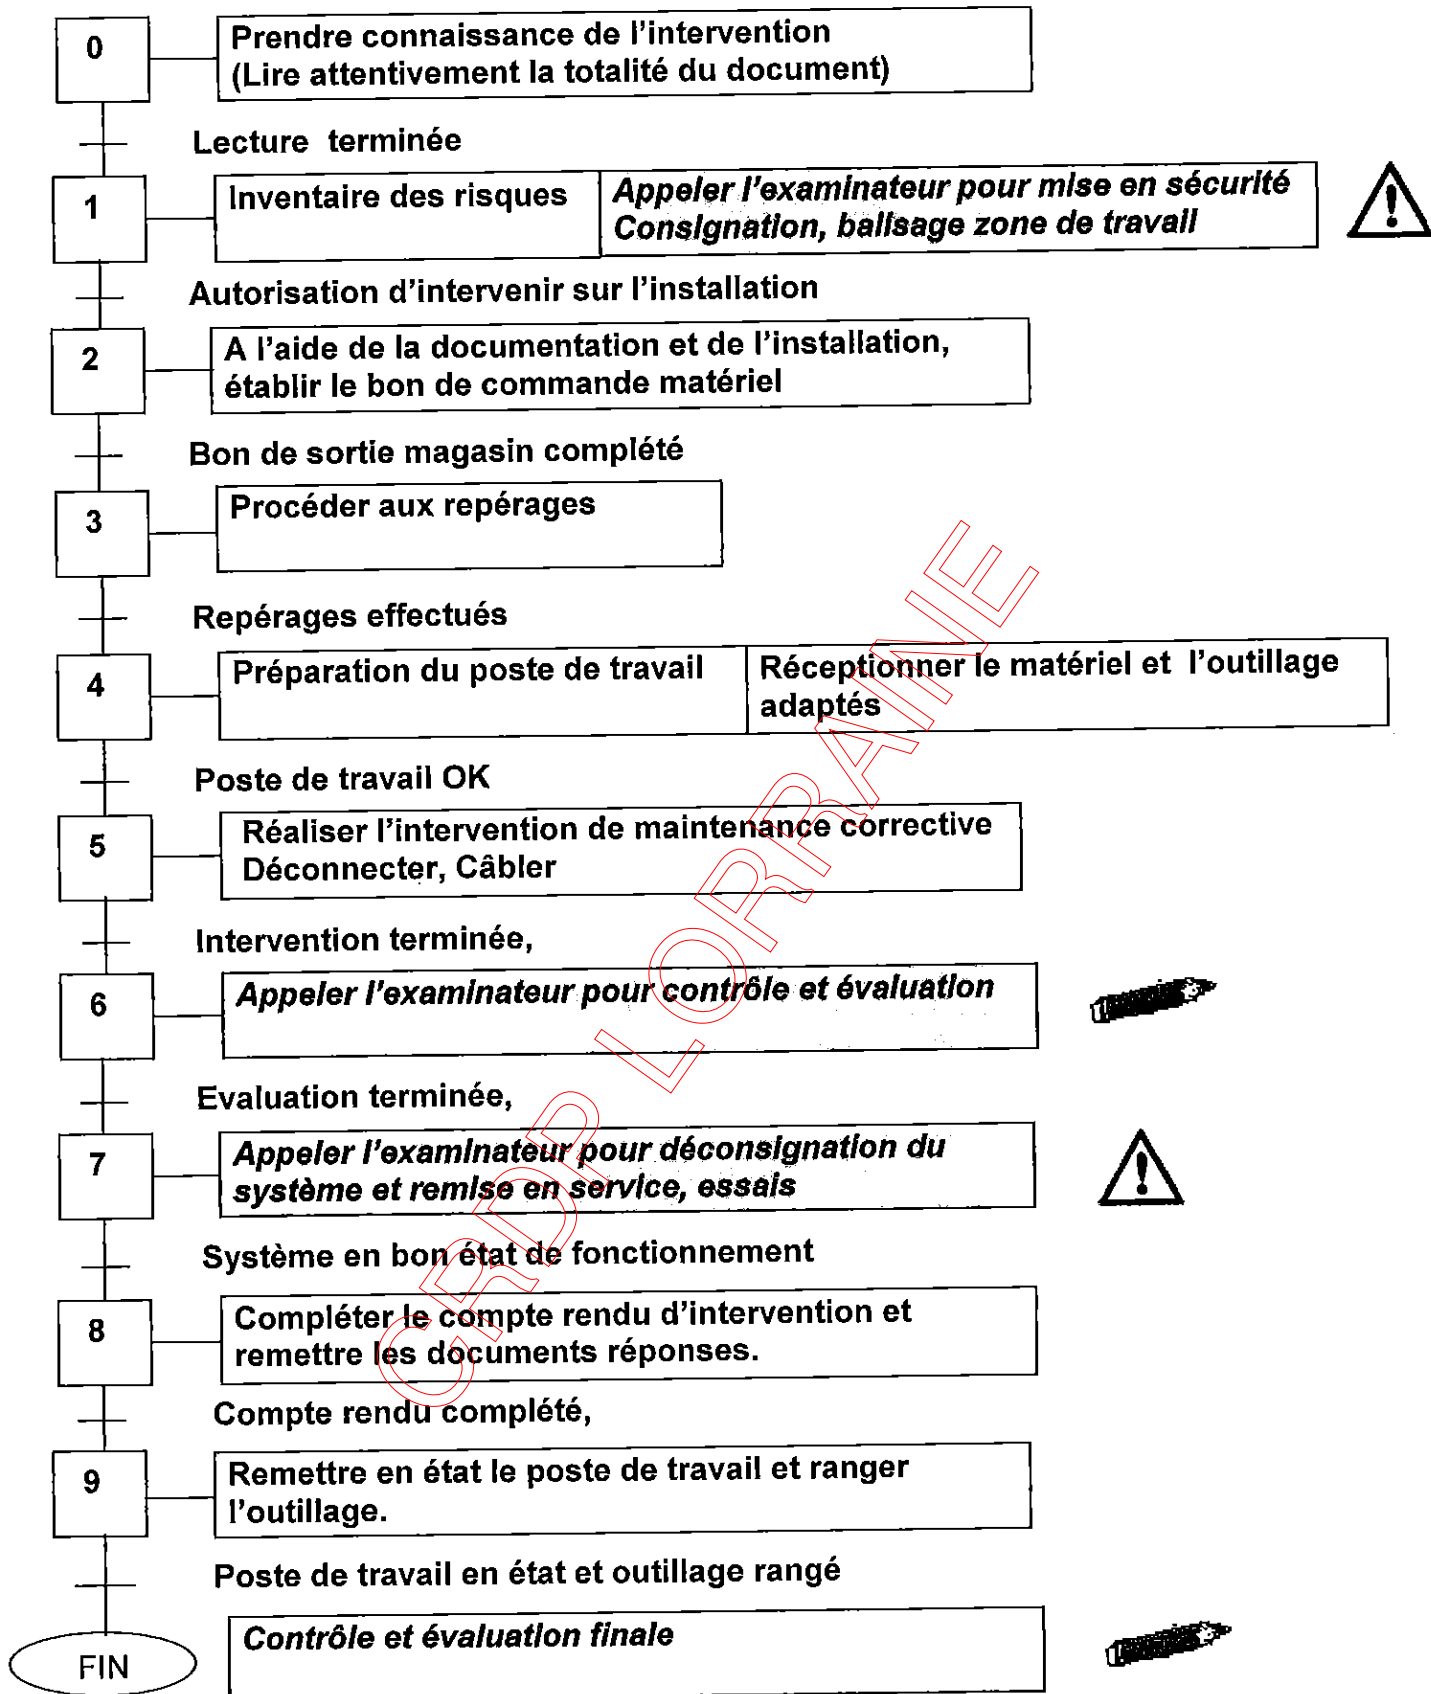 0
Prendre connaissance de l'intervention
(Lire attentivement la totalité du document)
Lecture terminée
1
Inventaire des risques
Appeler l'examinateur pour mise en sécurité
Consignation, balisage zone de travail
Autorisation d'intervenir sur l'installation
2
A l'aide de la documentation et de l'installation,
établir le bon de commande matériel
Bon de sortie magasin complété
3
Procéder aux repérages
Repérages effectués
4
Préparation du poste de travail
Réceptionner le matériel et l'outillage
adaptés
Poste de travail OK
5
Réaliser l'intervention de maintenance corrective
Déconnecter, Câbler
Intervention terminée,
6
Appeler l'examinateur pour contrôle et évaluation
Evaluation terminée,
7
Appeler l'examinateur pour déconsignation du
système et remise en service, essais
Système en bon état de fonctionnement
8
Compléter le compte rendu d'intervention et
remettre les documents réponses.
Compte rendu complété,
9
Remettre en état le poste de travail et ranger
l'outillage.
Poste de travail en état et outillage rangé
FIN
Contrôle et évaluation finale
CRDP LORRAINE